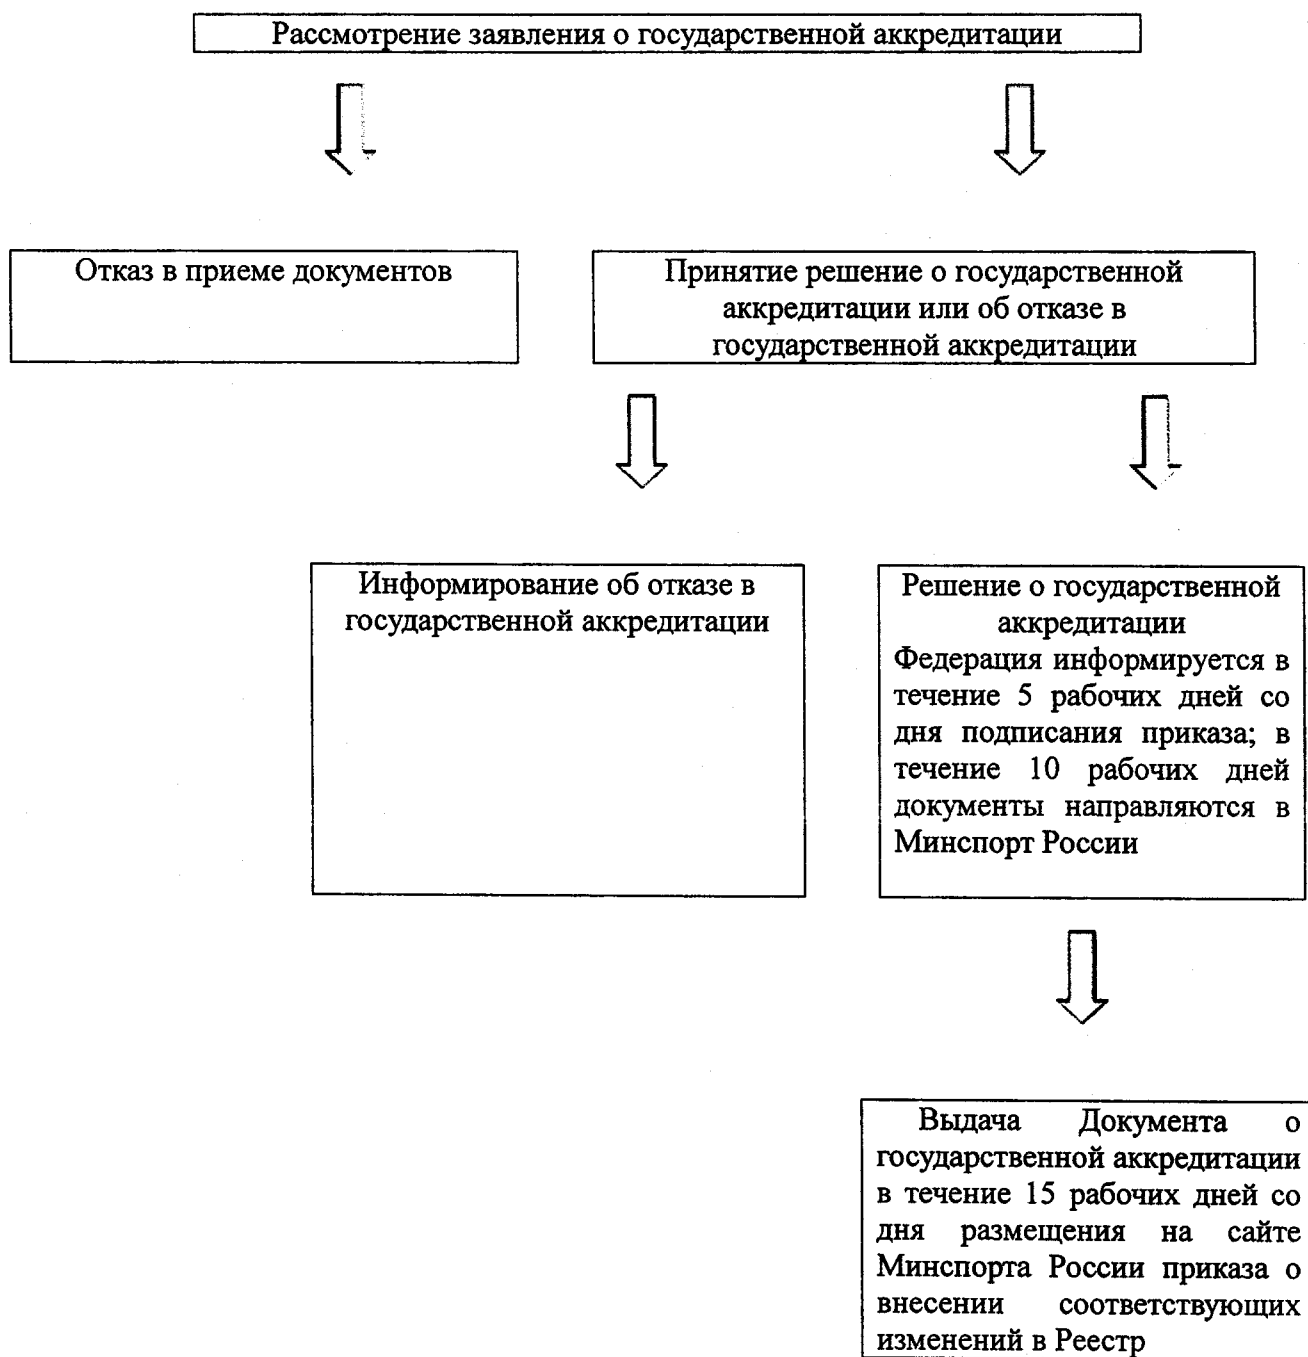 Рассмотрение заявления о государственной аккредитации
Отказ в приеме документов
Принятие решение о государственной
аккредитации или об отказе в
государственной аккредитации
Информирование об отказе в
государственной аккредитации
Решение о государственной
аккредитации
Федерация информируется в
течение 5 рабочих дней со
дня подписания приказа; в
течение 10 рабочих дней
документы направляются в
Минспорт России
Выдача Документа о
государственной аккредитации
в течение 15 рабочих дней со
дня размещения на сайте
Минспорта России приказа о
внесении соответствующих
изменений в Реестр